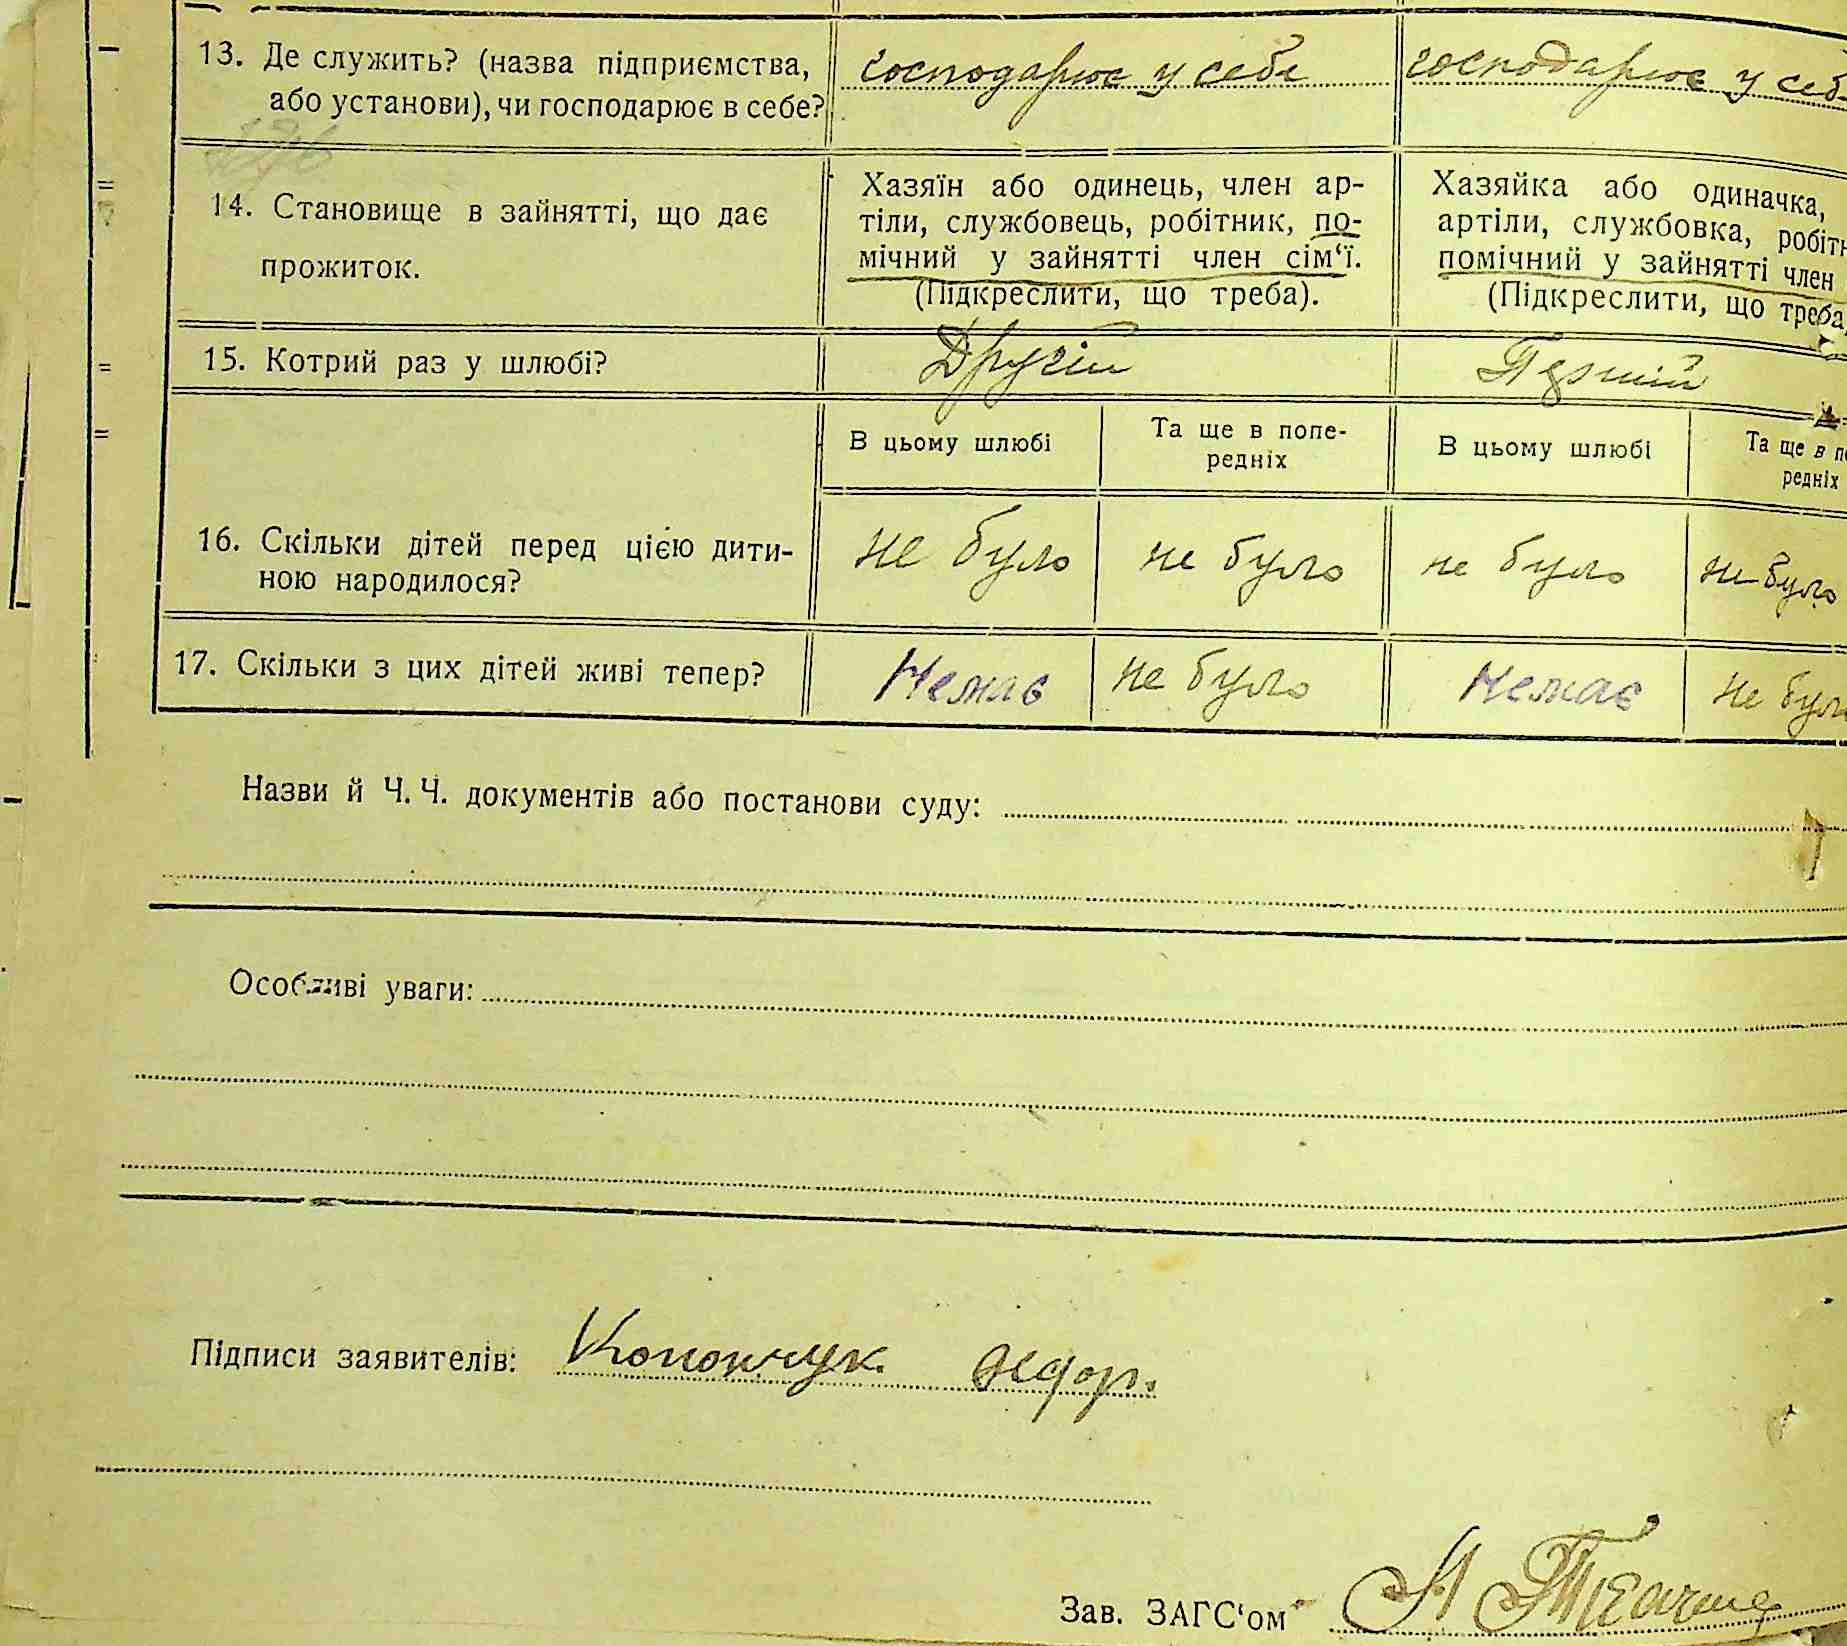 13. Де служить? (назва підприємства, господарює у себе господарює у себ
або установи), чи господарює в себе?
14. Становище в зайнятті, що дає
прожиток.
Хазяїн або одинець, член ар-
тіли, службовець, робітник, по-
мічний у зайнятті член сім‘ї.
(Підкреслити, що треба).
Хазяйка або одиначка,
артіли, службовка, робітн
помічний у зайнятті член
(Підкреслити, що треба
15. Котрий раз у шлюбі? Другій Перший
В цьому шлюбі Та ще в попе-
редніх
В цьому шлюбі Та ще в по
редніх
16. Скільки дітей перед цією дити-
ною народилося?
не було не було не було не було
17. Скільки з цих дітей живі тепер? Немає не було Немає не було
Назви й Ч. Ч. документів або постанови суду:
Особливі уваги:
Підписи заявителів:
Зав. ЗАГС‘ом